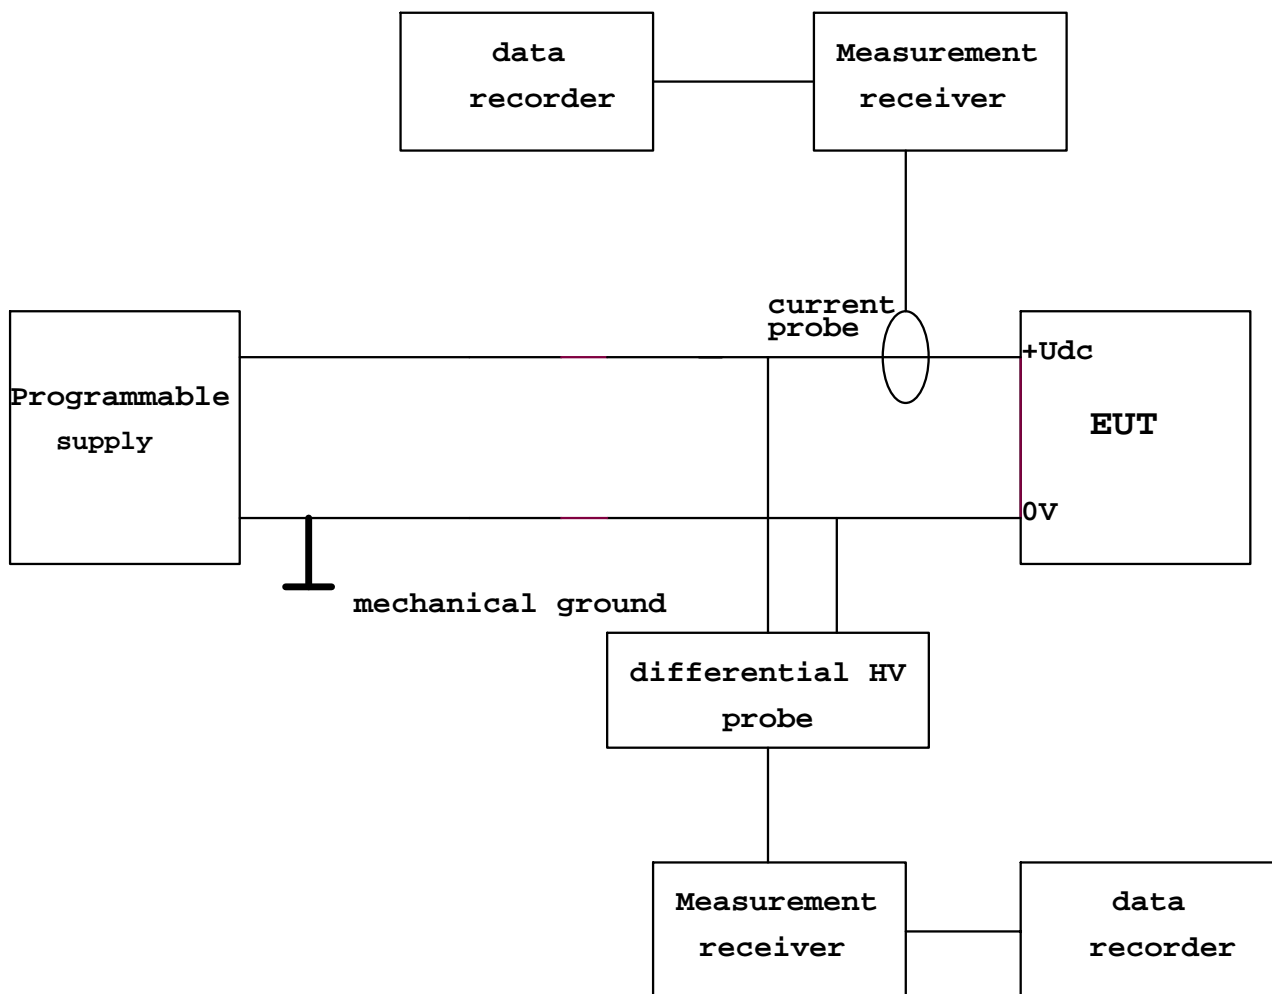 data
recorder
Measurement
receiver
current
probe
Programmable
supply
+Udc
EUT
0V
mechanical ground
differential HV
probe
Measurement
receiver
data
recorder